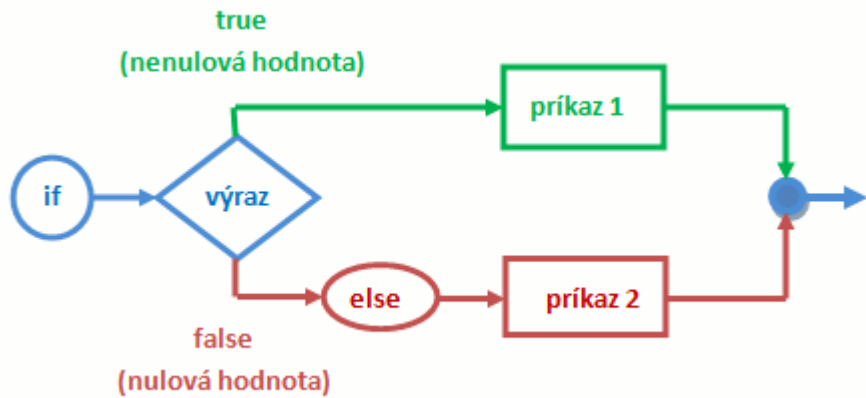 true
(nenulová hodnota)
príkaz 1
if
výraz
else
príkaz 2
false
(nulová hodnota)